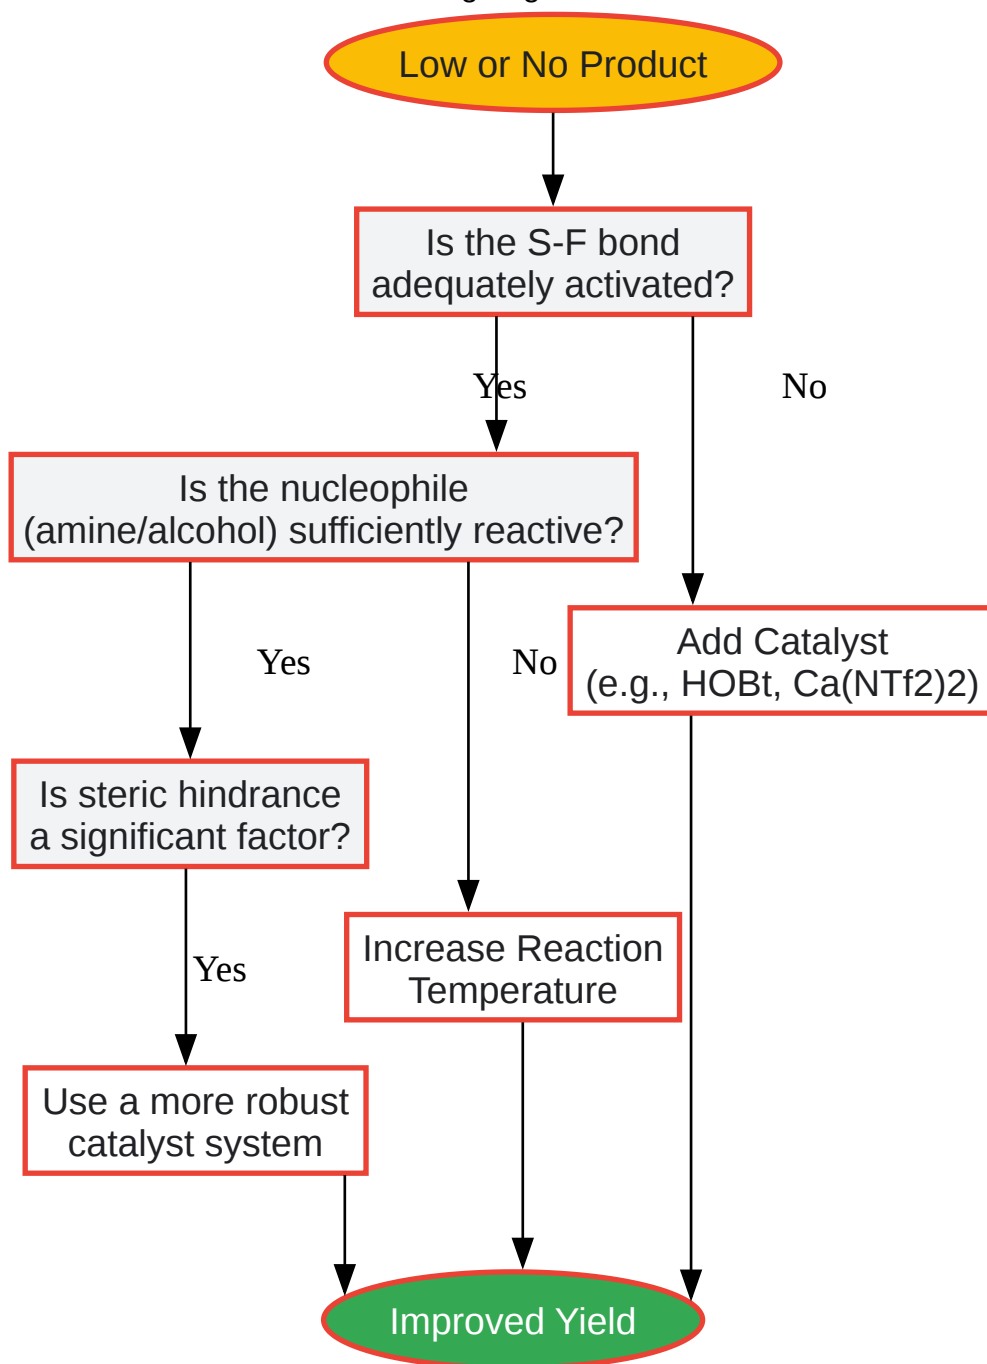 Low or No Product
Is the S-F bond
adequately activated?
Yes
No
Is the nucleophile
(amine/alcohol) sufficiently reactive?
Yes
No
Add Catalyst
(e.g., HOBt, Ca(NTf2)2)
Is steric hindrance
a significant factor?
Increase Reaction
Temperature
Yes
Use a more robust
catalyst system
Improved Yield